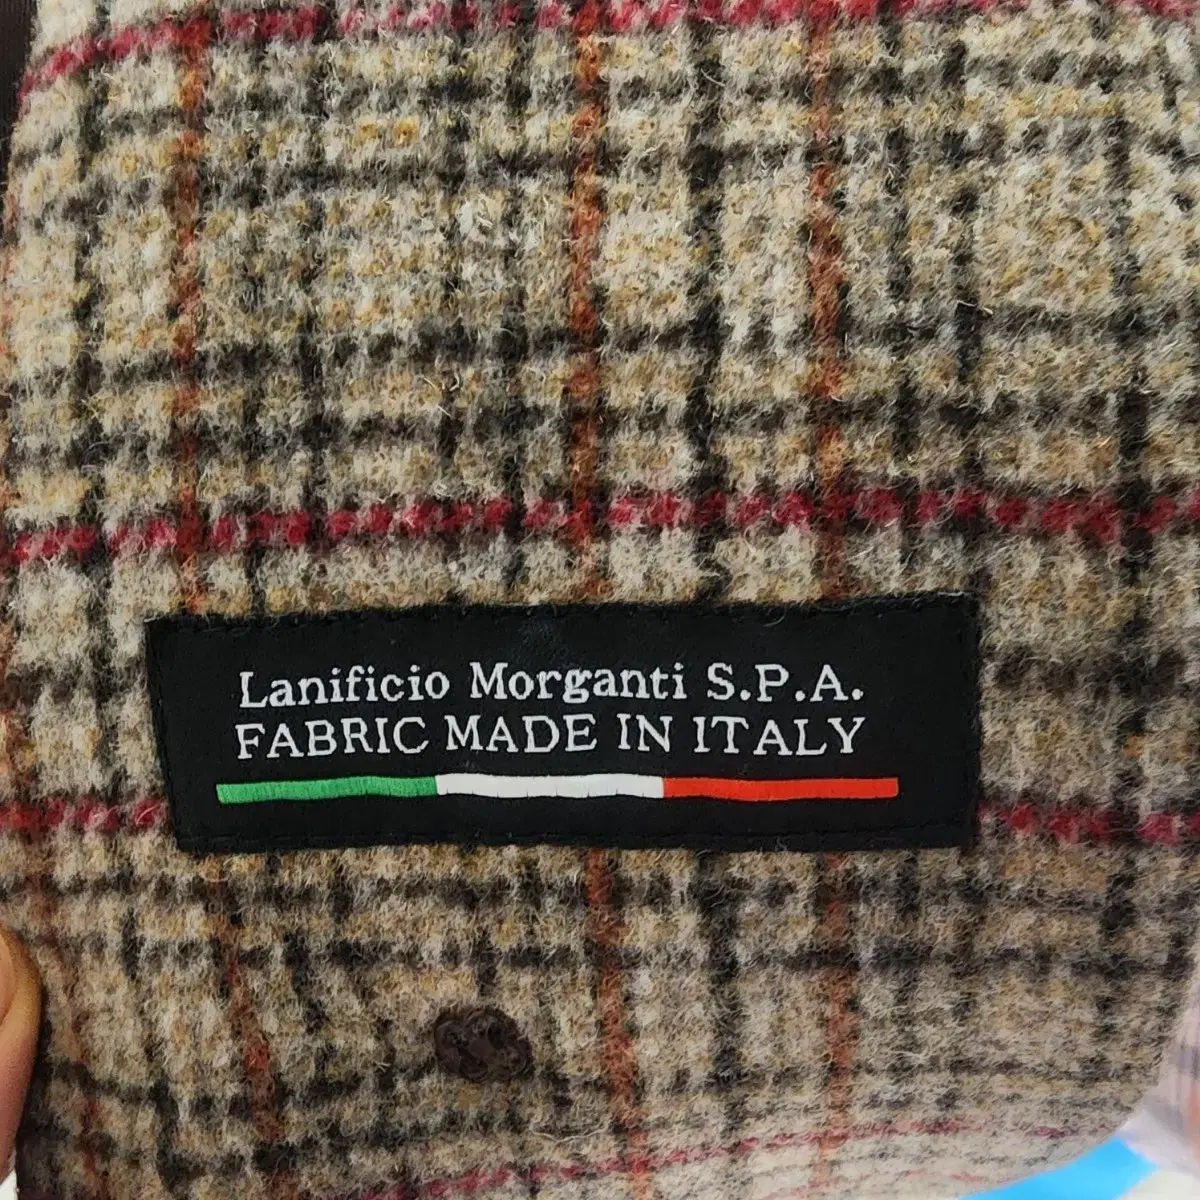 Lanificio Morganti S.P.A.
FABRIC MADE IN ITALY